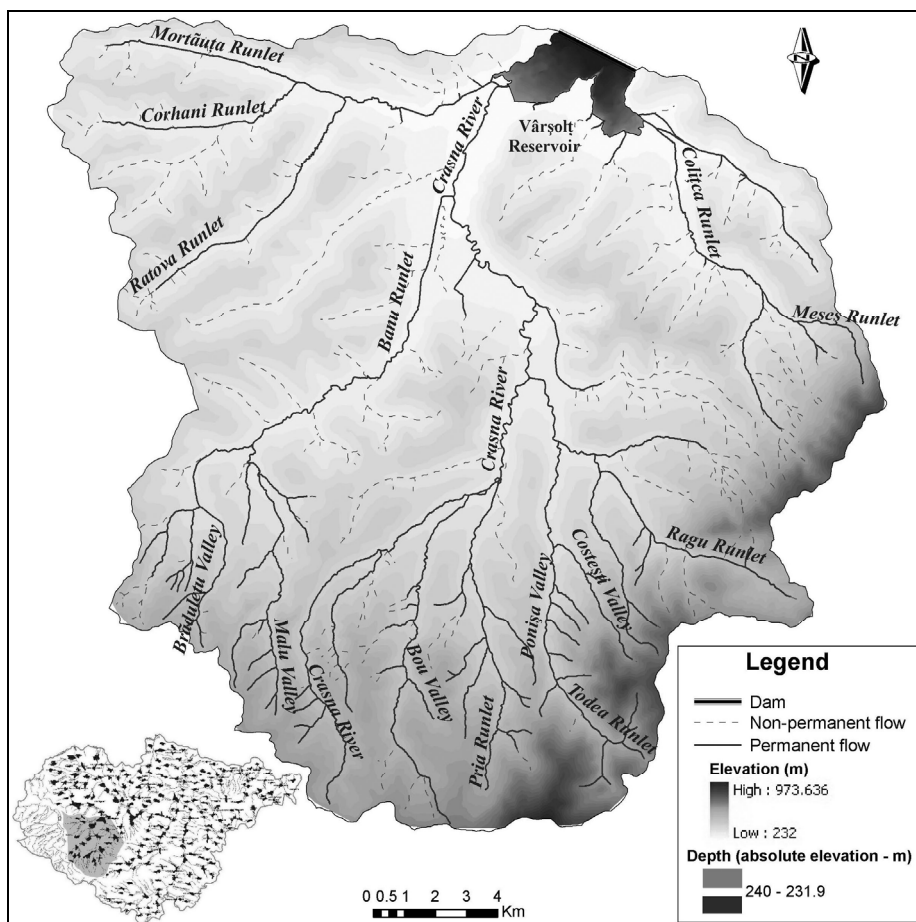 Mortăuța Runlet
N
Corhani Runlet
Crasna River
Vârșolt
Reservoir
Colițca Runlet
Ratova Runlet
Banu Runlet
Meseș Runlet
Crasna River
Ragu Runlet
Costești Valley
Ponișa Valley
Brădulețu Valley
Malu Valley
Crasna River
Bou Valley
Pria Runlet
Todea Runlet
Legend
Dam
Non-permanent flow
Permanent flow
Elevation (m)
High : 973.636
Low : 232
Depth (absolute elevation - m)
240 - 231.9
0 0.5 1 2 3 4
Km